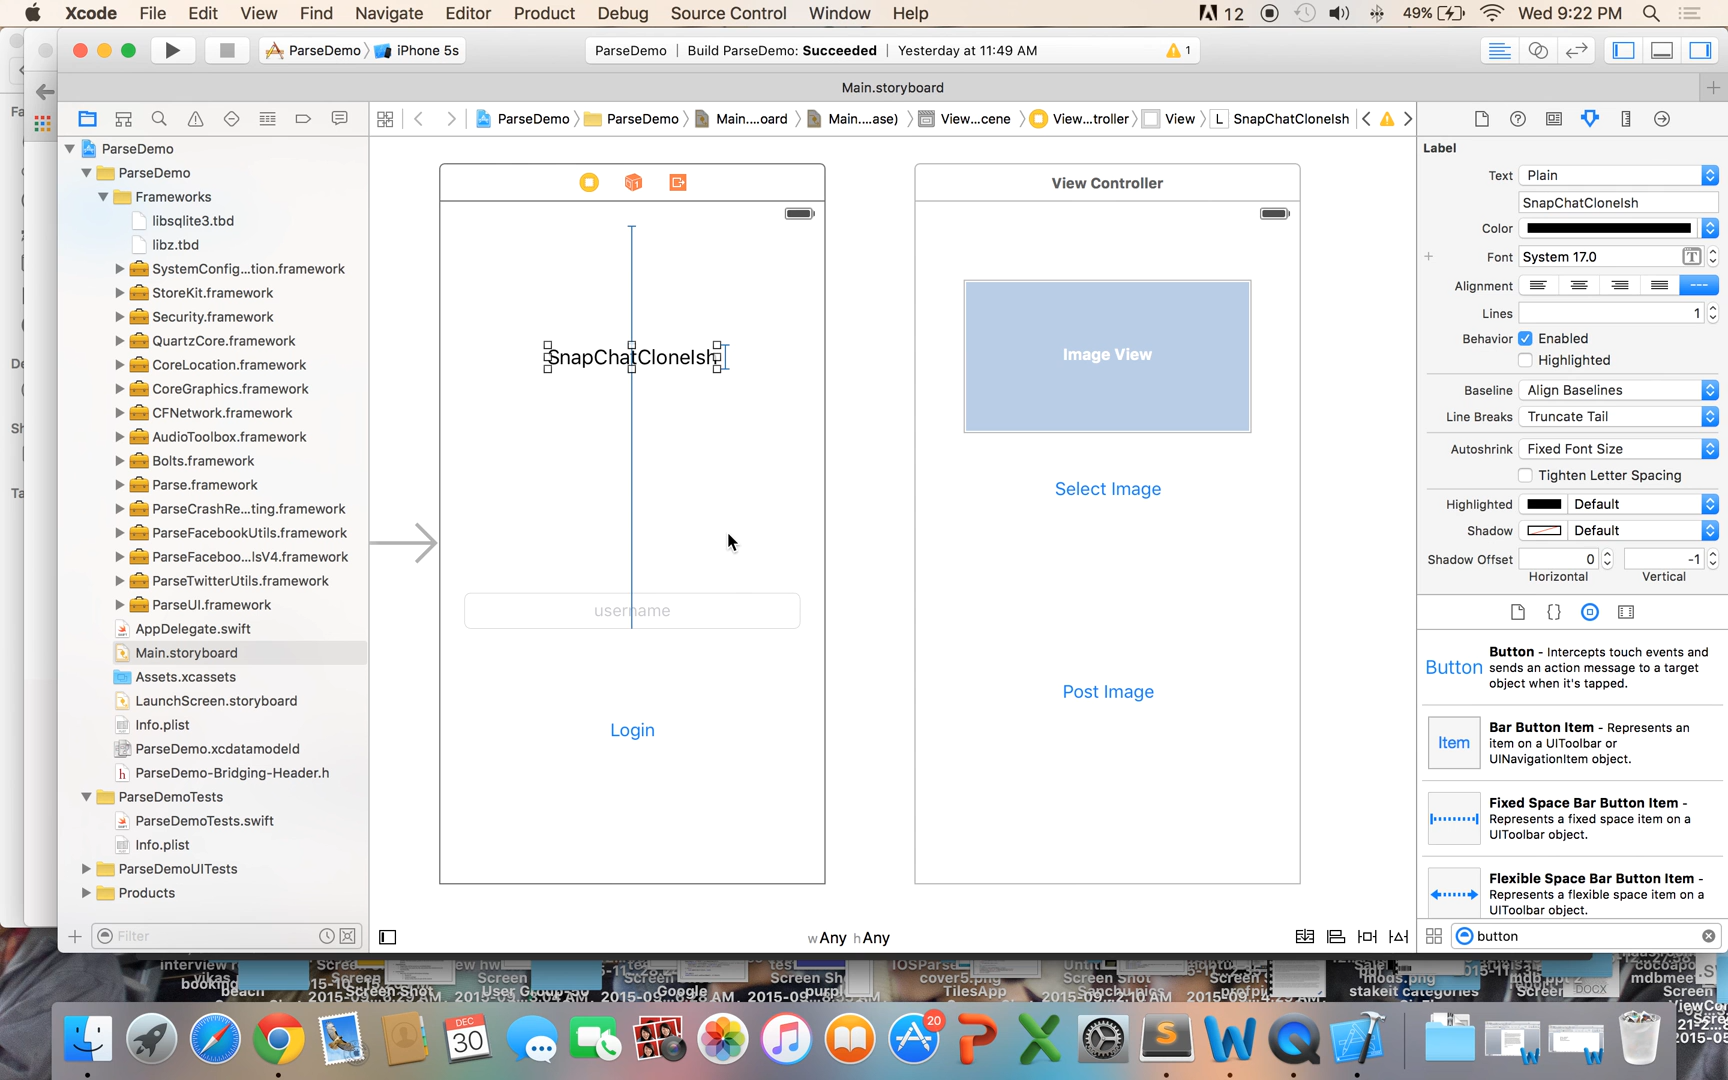 Xcode File Edit View Find Navigate Editor Product Debug Source Control Window Help 12 49% Wed 9:22 PM
ParseDemo iPhone 5s ParseDemo | Build ParseDemo: Succeeded | Yesterday at 11:49 AM 1
Main.storyboard
ParseDemo ParseDemo Main....oard Main....ase) View...cene View...troller View L SnapChatCloneIsh
ParseDemo
ParseDemo
Frameworks
libsqlite3.tbd
libz.tbd
SystemConfig...tion.framework
StoreKit.framework
Security.framework
QuartzCore.framework
CoreLocation.framework
CoreGraphics.framework
CFNetwork.framework
AudioToolbox.framework
Bolts.framework
Parse.framework
ParseCrashRe...ting.framework
ParseFacebookUtils.framework
ParseFaceboo...lsV4.framework
ParseTwitterUtils.framework
ParseUI.framework
AppDelegate.swift
Main.storyboard
Assets.xcassets
LaunchScreen.storyboard
Info.plist
ParseDemo.xcdatamodeld
ParseDemo-Bridging-Header.h
ParseDemoTests
ParseDemoTests.swift
Info.plist
ParseDemoUITests
Products
Filter
SnapChatCloneIsh
username
Login
View Controller
Image View
Select Image
Post Image
wAny hAny
Label
Text Plain
SnapChatCloneIsh
Color
Font System 17.0
Alignment
Lines 1
Behavior Enabled
Highlighted
Baseline Align Baselines
Line Breaks Truncate Tail
Autoshrink Fixed Font Size
Tighten Letter Spacing
Highlighted Default
Shadow Default
Shadow Offset 0 -1
Horizontal Vertical
Button
Button - Intercepts touch events and
sends an action message to a target
object when it's tapped.
Item
Bar Button Item - Represents an
item on a UIToolbar or
UINavigationItem object.
Fixed Space Bar Button Item -
Represents a fixed space item on a
UIToolbar object.
Flexible Space Bar Button Item -
Represents a flexible space item on a
UIToolbar object.
button
DEC
30
20